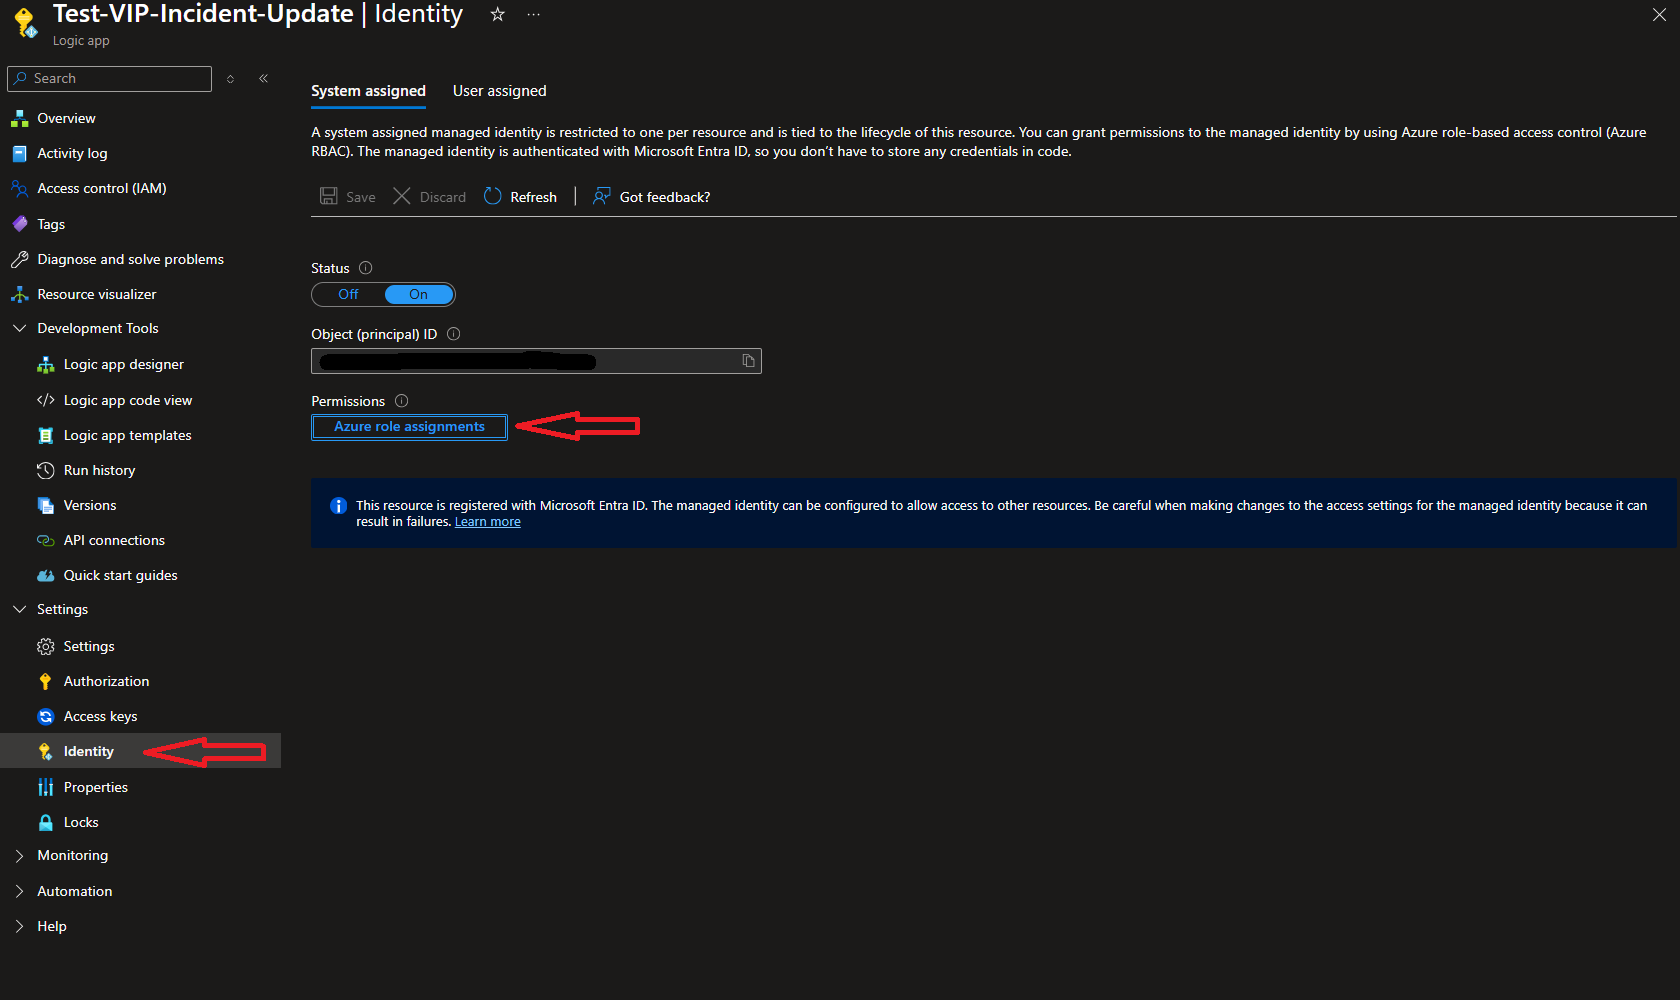 Test-VIP-Incident-Update | Identity
Logic app
Search
Overview
Activity log
Access control (IAM)
Tags
Diagnose and solve problems
Resource visualizer
Development Tools
Logic app designer
Logic app code view
Logic app templates
Run history
Versions
API connections
Quick start guides
Settings
Settings
Authorization
Access keys
Identity
Properties
Locks
Monitoring
Automation
Help
System assigned User assigned
A system assigned managed identity is restricted to one per resource and is tied to the lifecycle of this resource. You can grant permissions to the managed identity by using Azure role-based access control (Azure
RBAC). The managed identity is authenticated with Microsoft Entra ID, so you don’t have to store any credentials in code.
Save Discard Refresh Got feedback?
Status
Off On
Object (principal) ID
Permissions
Azure role assignments
This resource is registered with Microsoft Entra ID. The managed identity can be configured to allow access to other resources. Be careful when making changes to the access settings for the managed identity because it can
result in failures. Learn more